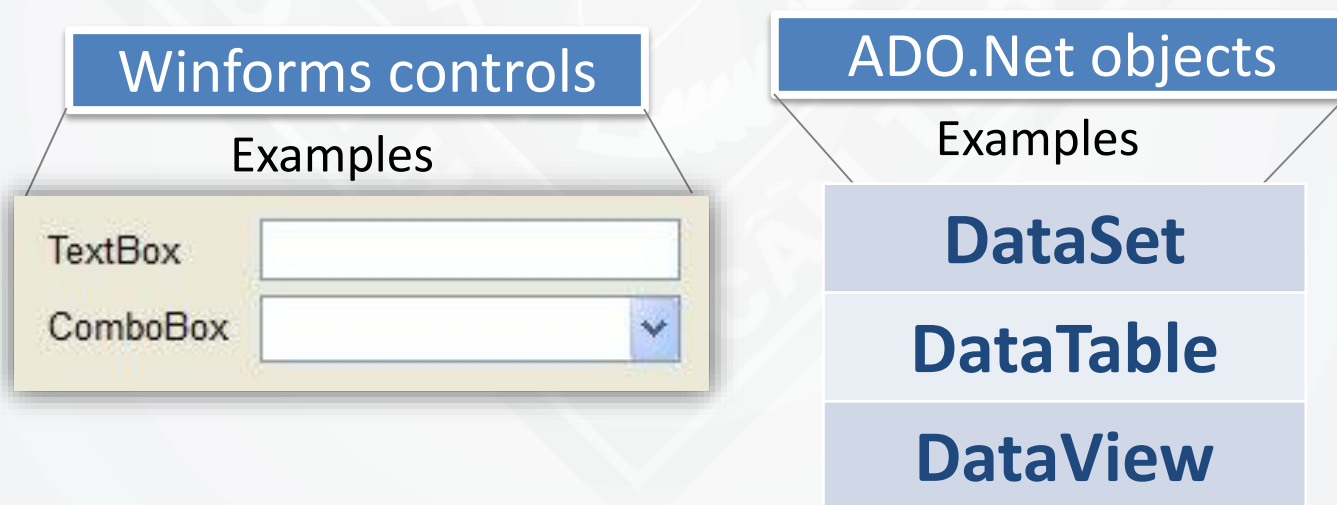 Winforms controls
Examples
TextBox
ComboBox
ADO.Net objects
Examples
DataSet
DataTable
DataView